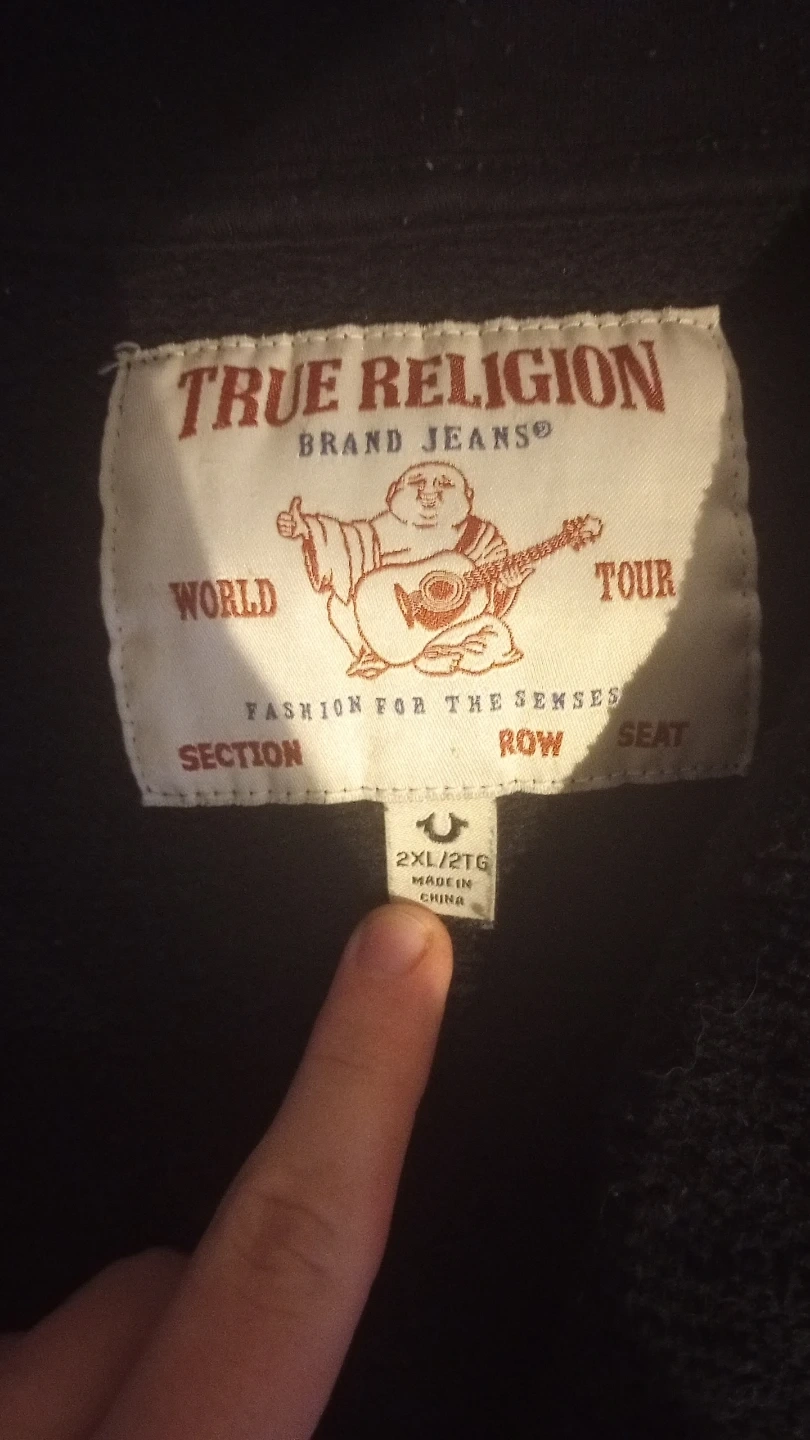 TRUE RELIGION
BRAND JEANS®
WORLD TOUR
FASHION FOR THE SENSES
SECTION ROW SEAT
2XL/2TG
MADE IN
CHINA